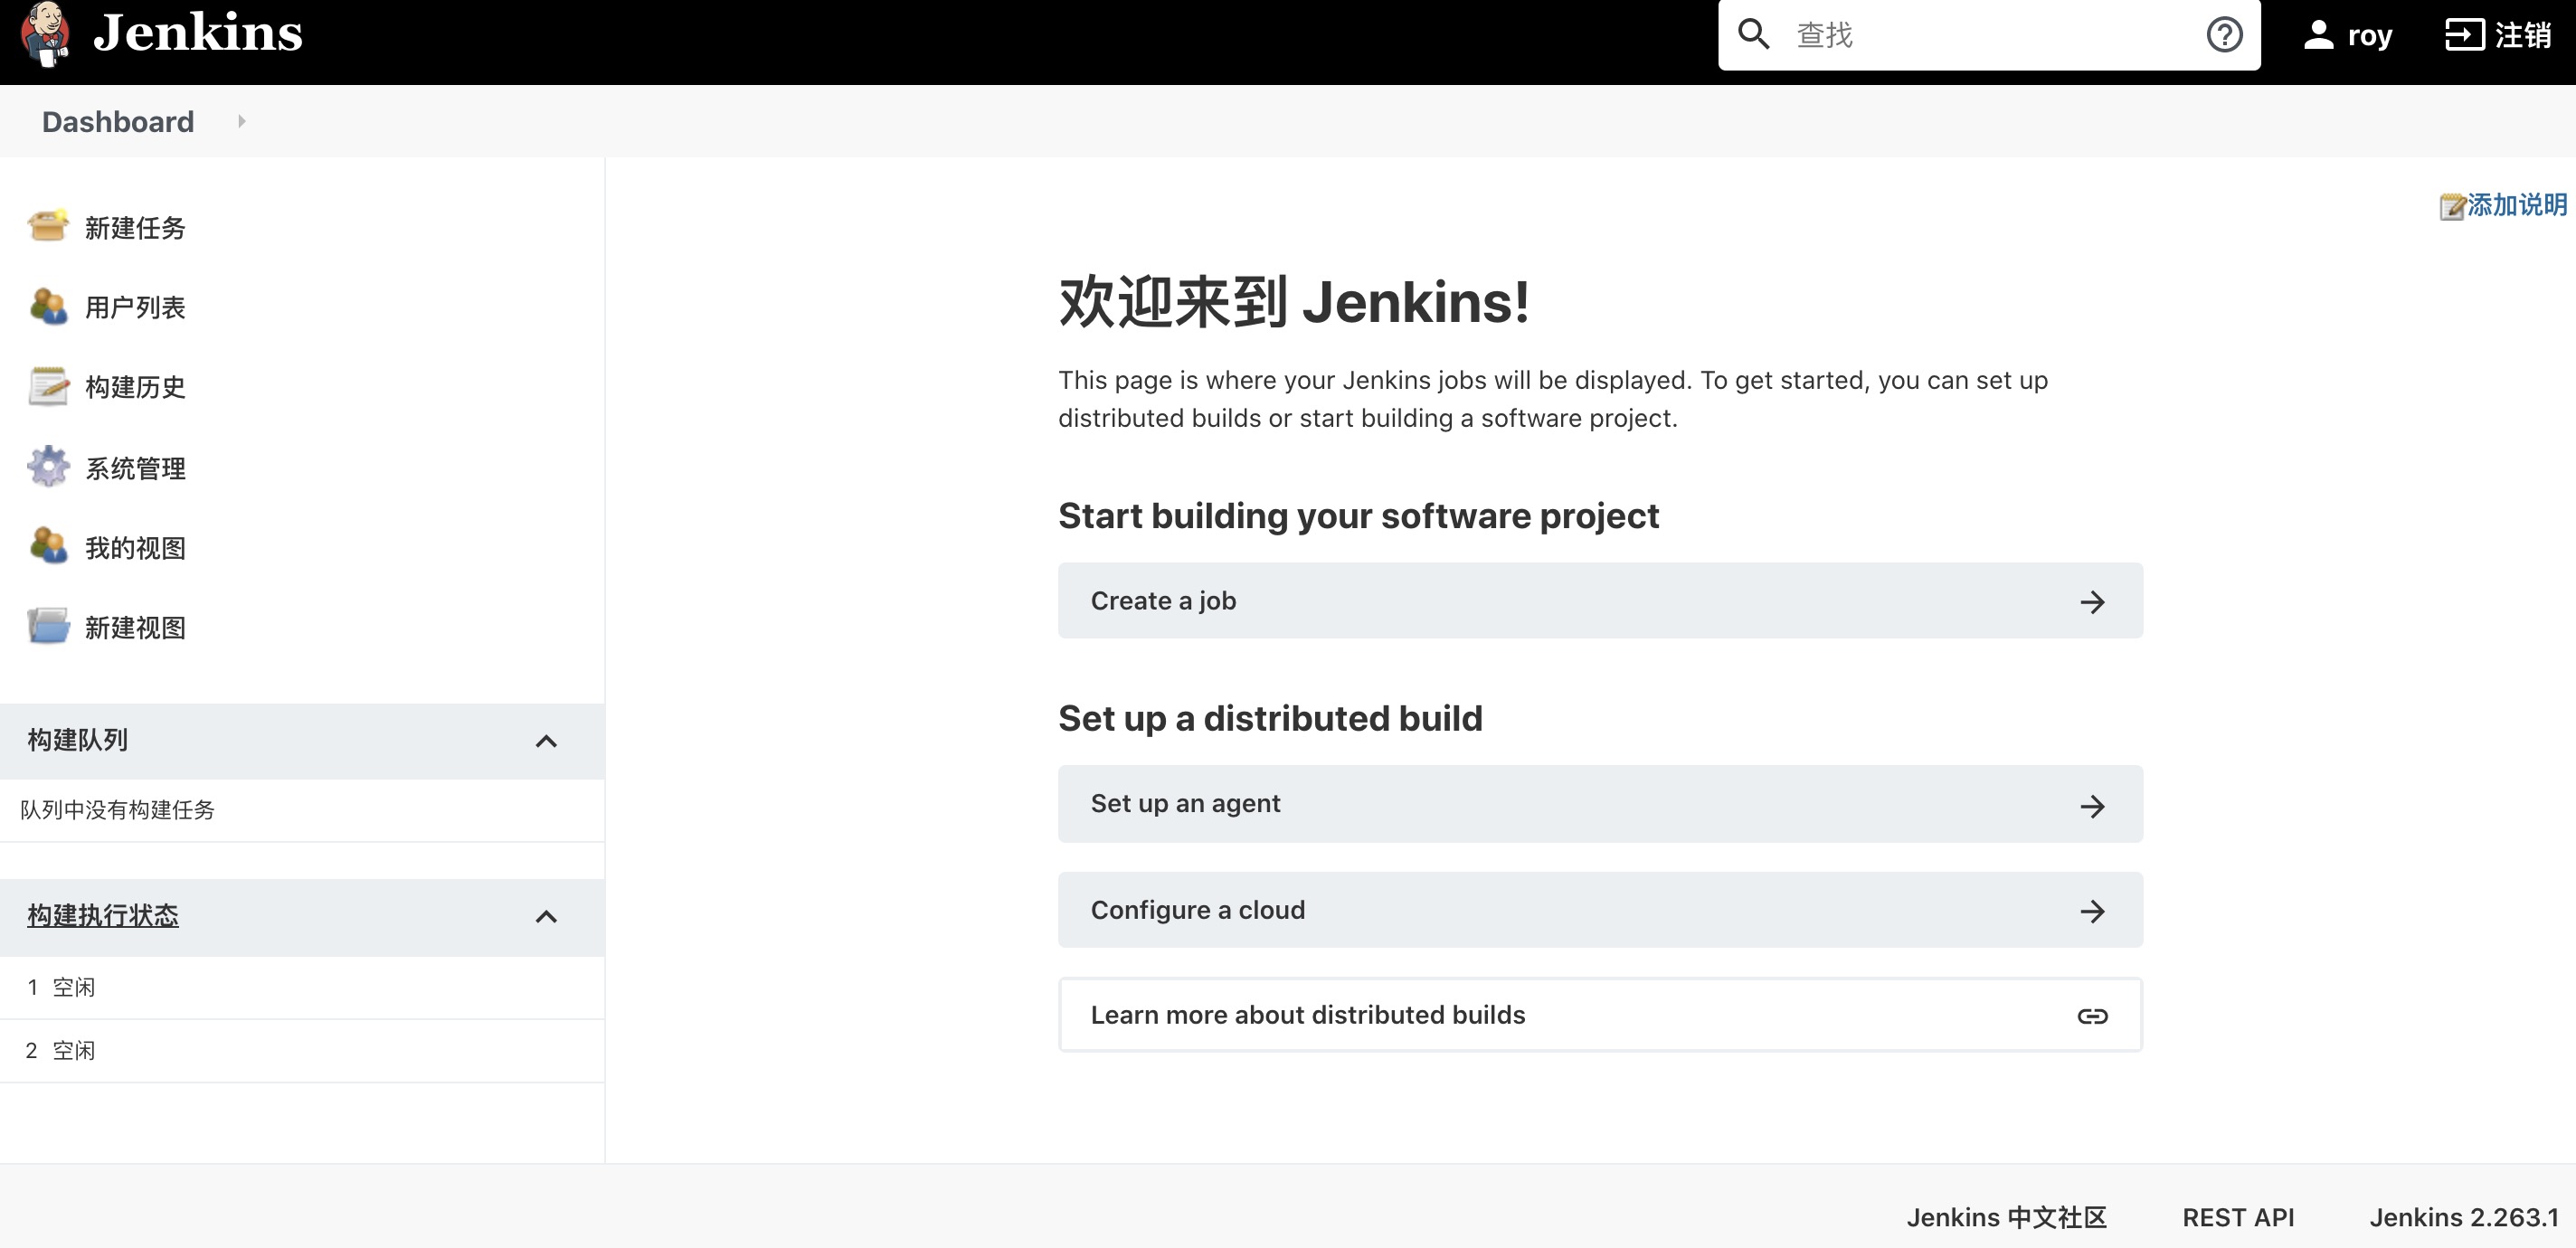 Jenkins
查找
roy
注销
Dashboard
新建任务
用户列表
构建历史
系统管理
我的视图
新建视图
构建队列
队列中没有构建任务
构建执行状态
1 空闲
2 空闲
添加说明
欢迎来到 Jenkins!
This page is where your Jenkins jobs will be displayed. To get started, you can set up
distributed builds or start building a software project.
Start building your software project
Create a job
Set up a distributed build
Set up an agent
Configure a cloud
Learn more about distributed builds
Jenkins 中文社区
REST API
Jenkins 2.263.1